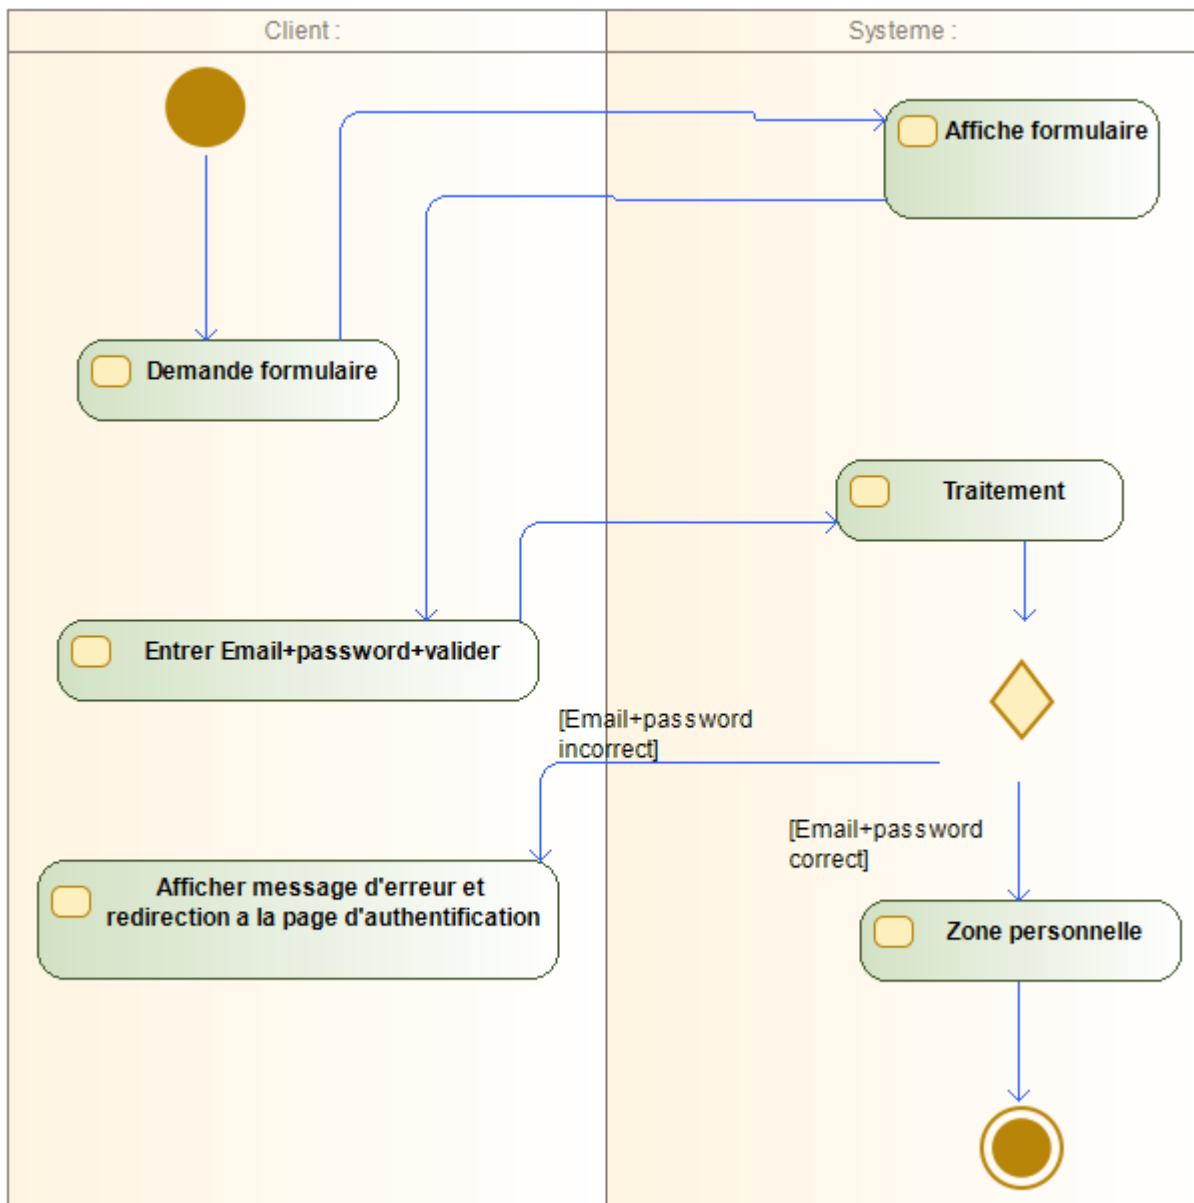 Client :
Systeme :
Affiche formulaire
Demande formulaire
Traitement
Entrer Email+password+valider
[Email+password
incorrect]
[Email+password
correct]
Afficher message d'erreur et
redirection a la page d'authentification
Zone personnelle